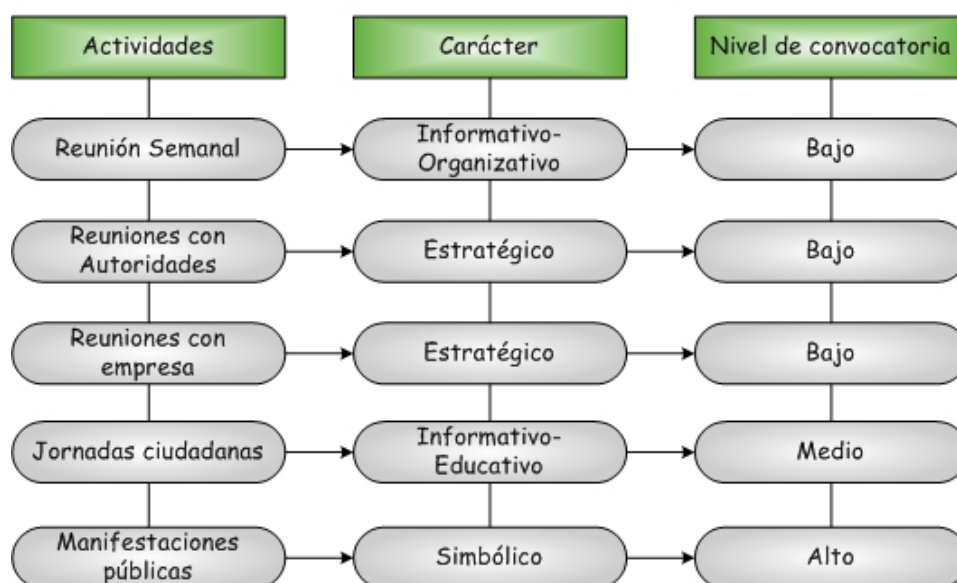 Actividades
Carácter
Nivel de convocatoria
Reunión Semanal
Informativo-
Organizativo
Bajo
Reuniones con
Autoridades
Estratégico
Bajo
Reuniones con
empresa
Estratégico
Bajo
Jornadas ciudadanas
Informativo-
Educativo
Medio
Manifestaciones
públicas
Simbólico
Alto